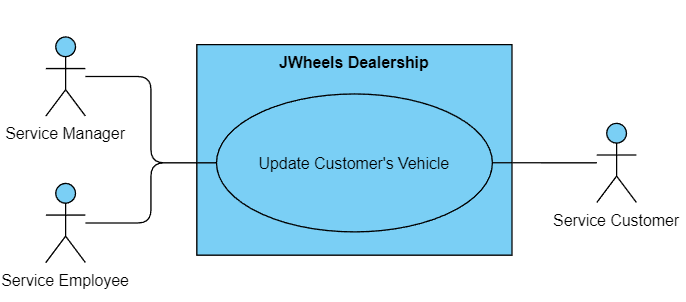 JWheels Dealership
Service Manager
Update Customer's Vehicle
Service Customer
Service Employee